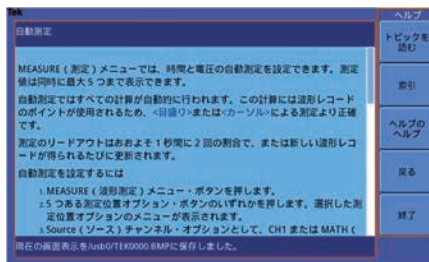 Tek
ヘルプ
自動測定
MEASURE(測定)メニューでは、時間と電圧の自動測定を設定できます。測定
値は同時に最大5つまで表示できます。
自動測定ではすべての計算が自動的に行われます。この計算には波形レコード
のポイントが使用されるため、<目盛り>または<カーソル>による測定より正確
です。
測定のリードアウトはおおよそ1秒間に2回の割合で、または新しい波形レコ
ードが得られるたびに更新されます。
自動測定を設定するには
1. MEASURE(波形測定)メニュー・ボタンを押します。
2. 5つある測定位置オプション・ボタンのいずれかを押します。選択した測
定位置オプションのメニューが表示されます。
3. Source(ソース)チャンネル・オプションとして、CH1 または MATH(
現在の画面表示を/usb0/TEK0000 BMPに保存しました。
トピックを
読む
索引
ヘルプの
ヘルプ
戻る
終了